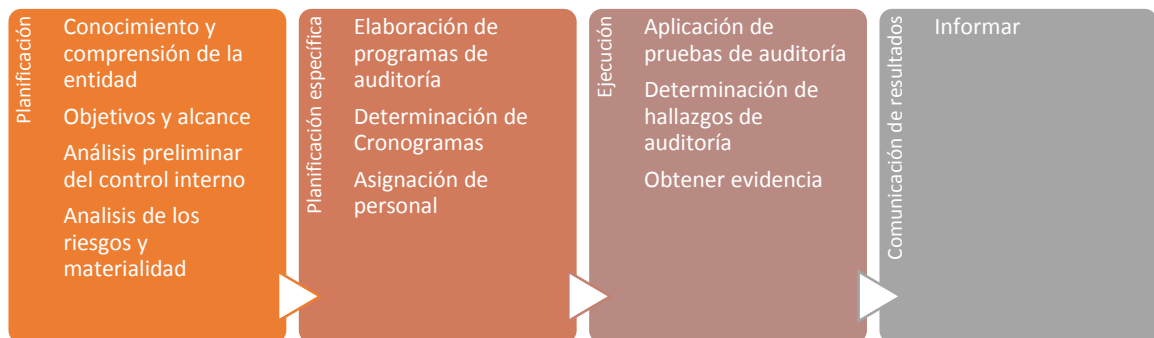 Planificación
Conocimiento y
comprensión de la
entidad
Objetivos y alcance
Análisis preliminar
del control interno
Analisis de los
riesgos y
materialidad
Planificación específica
Elaboración de
programas de
auditoría
Determinación de
Cronogramas
Asignación de
personal
Ejecución
Aplicación de
pruebas de auditoría
Determinación de
hallazgos de
auditoría
Obtener evidencia
Comunicación de resultados
Informar